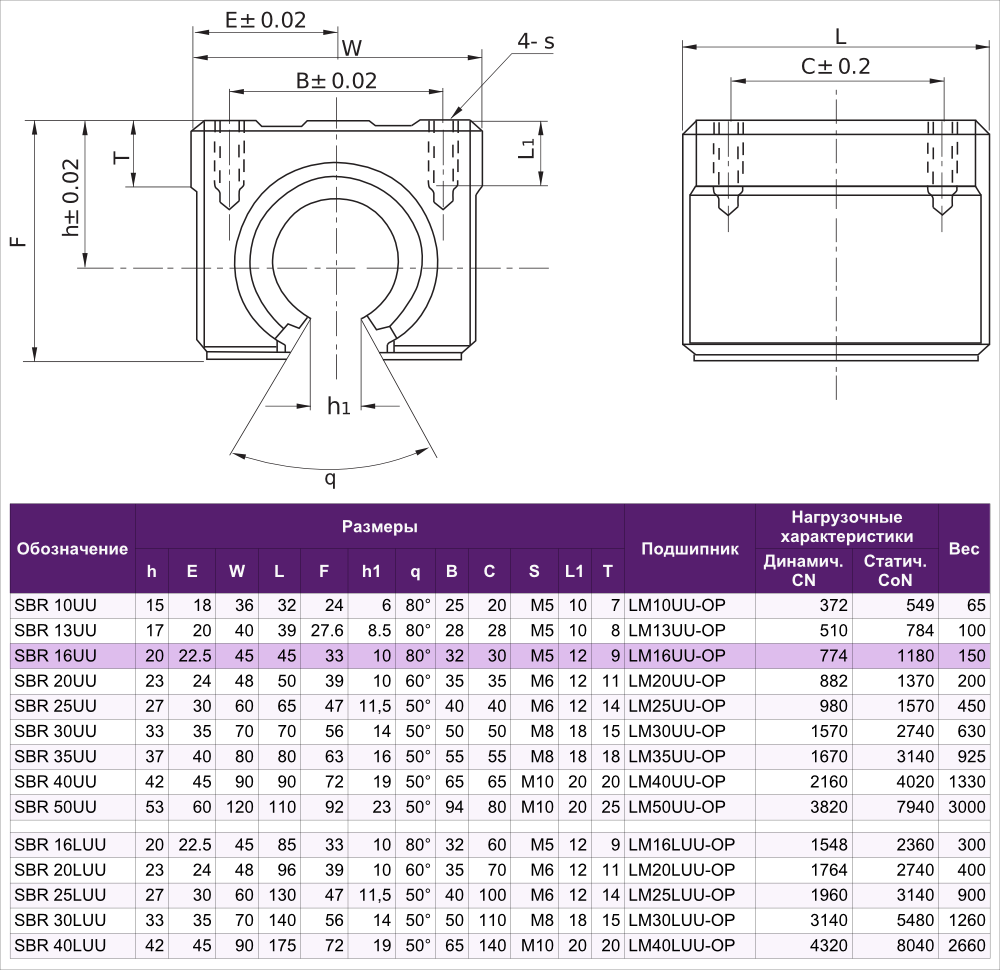 E± 0.02
W
B± 0.02
4- s
T
L1
h± 0.02
F
h1
q
L
C± 0.2
Обозначение Размеры Подшипник Нагрузочные характеристики Вес
h E W L F h1 q B C S L1 T Динамич. CN Статич. CoN
SBR 10UU 15 18 36 32 24 6 80° 25 20 M5 10 7 LM10UU-OP 372 549 65
SBR 13UU 17 20 40 39 27.6 8.5 80° 28 28 M5 10 8 LM13UU-OP 510 784 100
SBR 16UU 20 22.5 45 45 33 10 80° 32 30 M5 12 9 LM16UU-OP 774 1180 150
SBR 20UU 23 24 48 50 39 10 60° 35 35 M6 12 11 LM20UU-OP 882 1370 200
SBR 25UU 27 30 60 65 47 11,5 50° 40 40 M6 12 14 LM25UU-OP 980 1570 450
SBR 30UU 33 35 70 70 56 14 50° 50 50 M8 18 15 LM30UU-OP 1570 2740 630
SBR 35UU 37 40 80 80 63 16 50° 55 55 M8 18 18 LM35UU-OP 1670 3140 925
SBR 40UU 42 45 90 90 72 19 50° 65 65 M10 20 20 LM40UU-OP 2160 4020 1330
SBR 50UU 53 60 120 110 92 23 50° 94 80 M10 20 25 LM50UU-OP 3820 7940 3000
SBR 16LUU 20 22.5 45 85 33 10 80° 32 60 M5 12 9 LM16LUU-OP 1548 2360 300
SBR 20LUU 23 24 48 96 39 10 60° 35 70 M6 12 11 LM20LUU-OP 1764 2740 400
SBR 25LUU 27 30 60 130 47 11,5 50° 40 100 M6 12 14 LM25LUU-OP 1960 3140 900
SBR 30LUU 33 35 70 140 56 14 50° 50 110 M8 18 15 LM30LUU-OP 3140 5480 1260
SBR 40LUU 42 45 90 175 72 19 50° 65 140 M10 20 20 LM40LUU-OP 4320 8040 2660